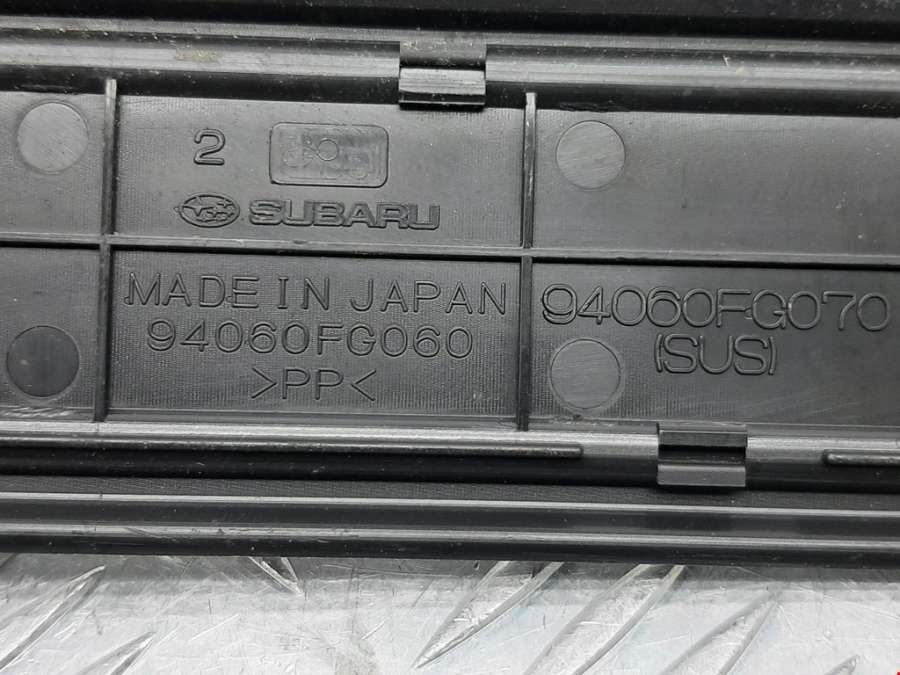 2
SUBARU
MADE IN JAPAN
94060FG060
>PP<
94060FG070
(SUS)